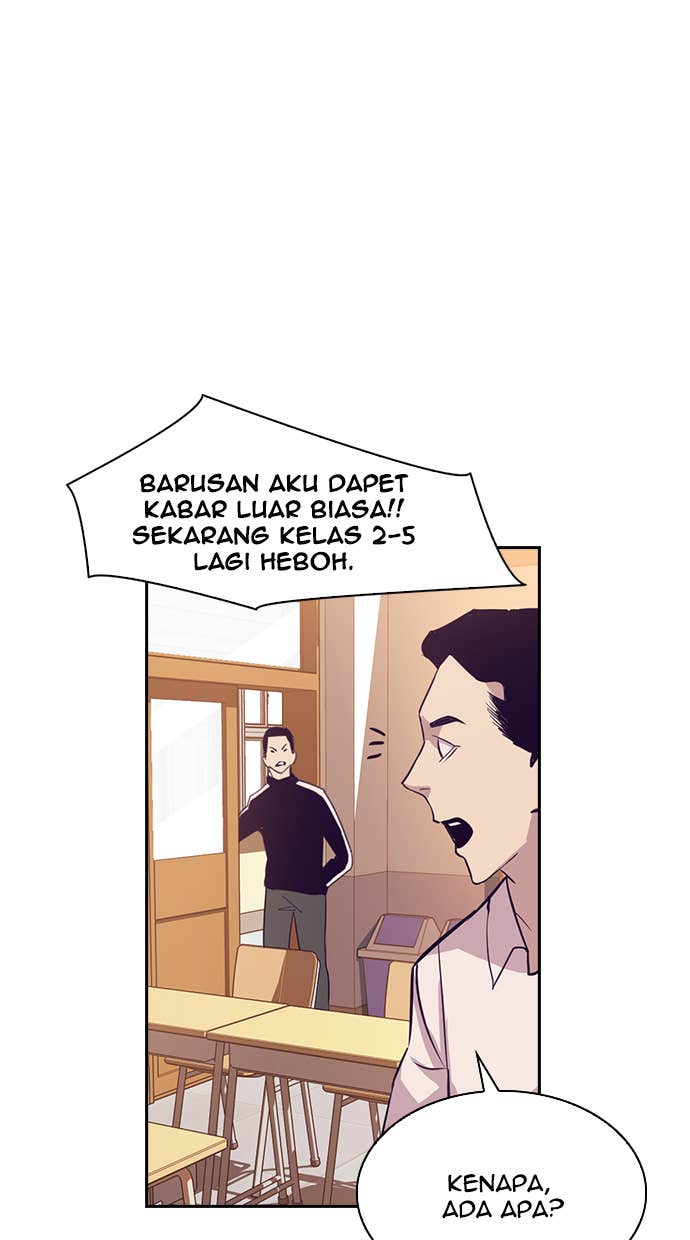 BARUSAN AKU DAPET
KABAR LUAR BIASA!!
SEKARANG KELAS 2-5
LAGI HEBOH.
KENAPA,
ADA APA?